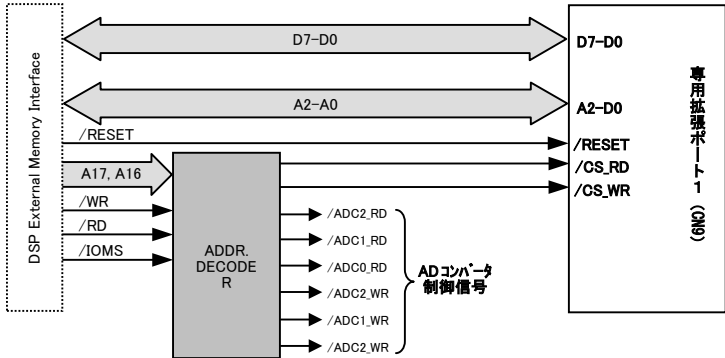 DSP External Memory Interface
D7-D0
D7-D0
A2-A0
A2-D0
/RESET
/RESET
A17, A16
/CS_RD
/CS_WR
/WR
/RD
/IOMS
ADDR.
DECODE
R
/ADC2_RD
/ADC1_RD
/ADC0_RD
/ADC2_WR
/ADC1_WR
/ADC2_WR
ADコンバータ
制御信号
専用拡張ポート1 (CN9)